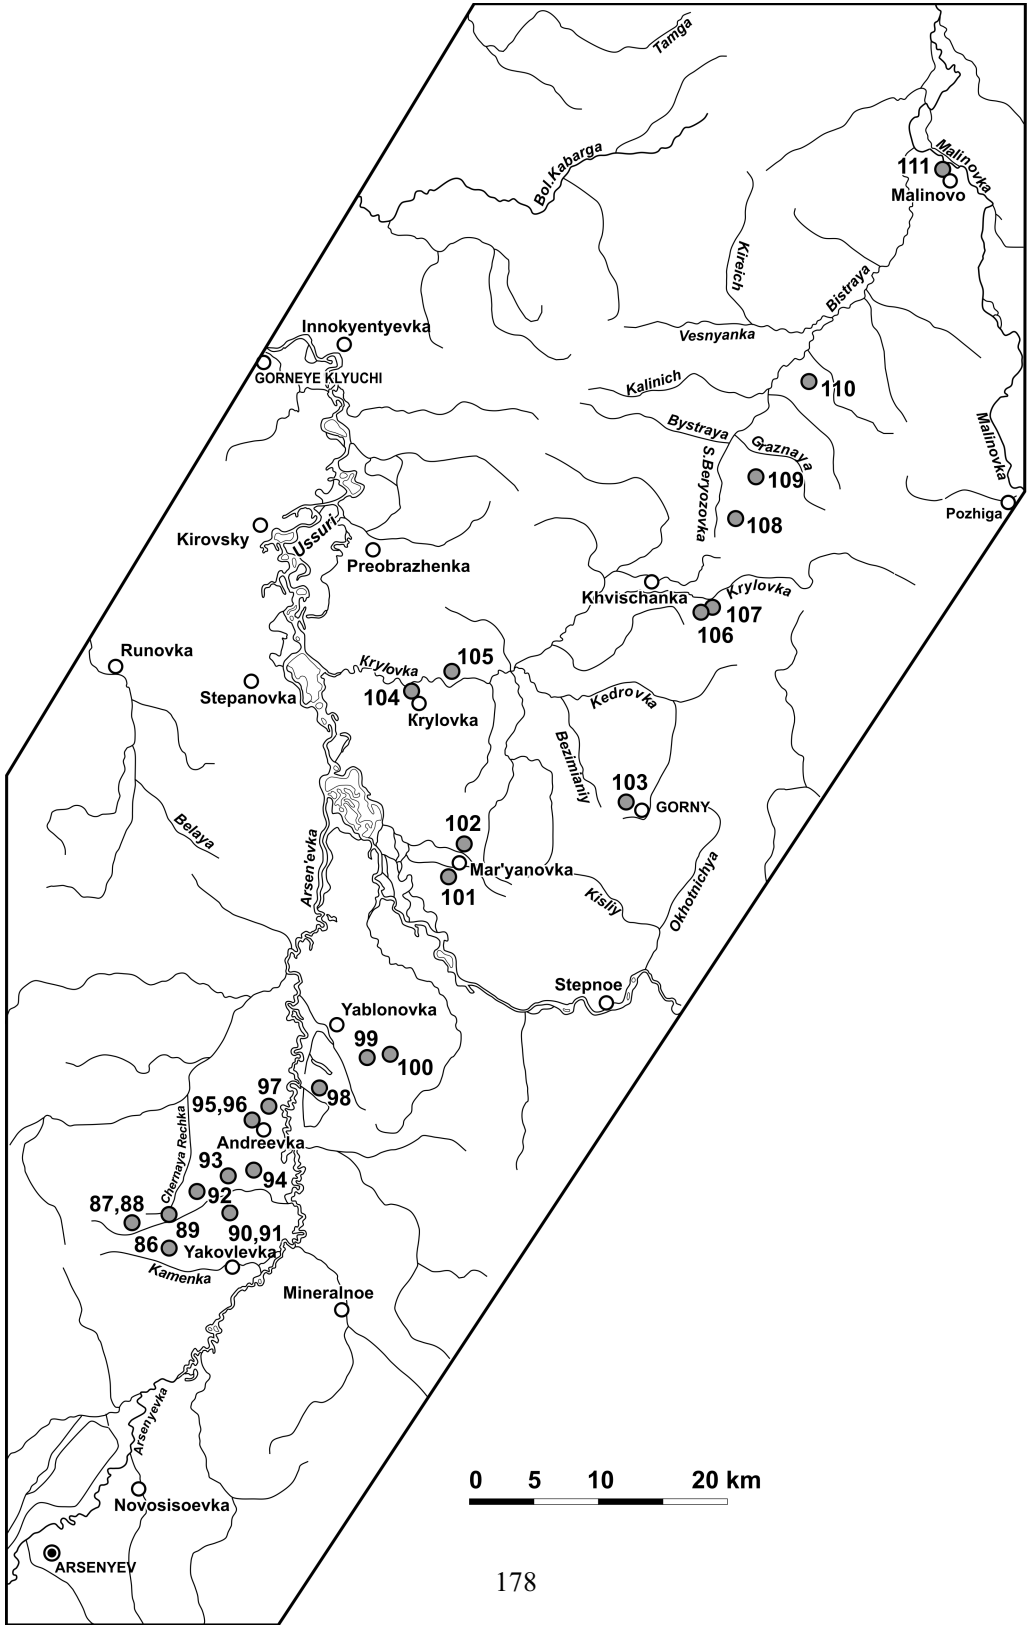 Tamga
Bol.Kabarga
Malinovka
111
Malinovo
Kireich
Bistraya
Vesnyanka
Innokyentyevka
GORNEYE KLYUCHI
Kalinich
110
Bystraya
Graznaya
Malinovka
S.Beryozovka
109
Pozhiga
108
Kirovsky
Ussuri
Preobrazhenka
Khvischanka
Krylovka
107
106
Runovka
Krylovka
105
Stepanovka
104
Krylovka
Kedrovka
Bezimianiy
103
GORNY
Belaya
Arsen'evka
102
Mar'yanovka
101
Kisliy
Okhotnichya
Stepnoe
Yablonovka
99
100
97
98
95,96
Andreevka
Chernaya Rechka
93
94
87,88
92
89
90,91
86
Yakovlevka
Kamenka
Mineralnoe
Arsenyevka
0 5 10 20 km
Novosisoevka
ARSENYEV
178